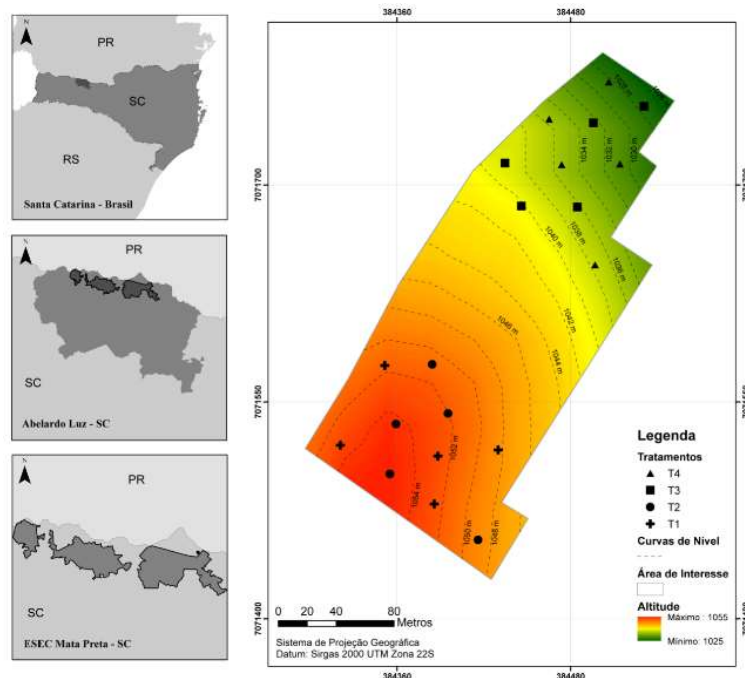 N
PR
SC
RS
Santa Catarina - Brasil
N
PR
SC
Abelardo Luz - SC
N
PR
SC
ESEC Mata Preta - SC
384360
384480
7071700
7071700
7071550
7071400
7071400
1034 m
1032 m
1030 m
1040 m
1038 m
1036 m
1046 m
1042 m
1044 m
1052 m
1054 m
1050 m
1048 m
Legenda
Tratamentos
T4
T3
T2
T1
Curvas de Nível
Área de Interesse
Altitude
Máximo : 1055
Mínimo : 1025
0 20 40 80
Metros
Sistema de Projeção Geográfica
Datum: Sirgas 2000 UTM Zona 22S
384360
384480